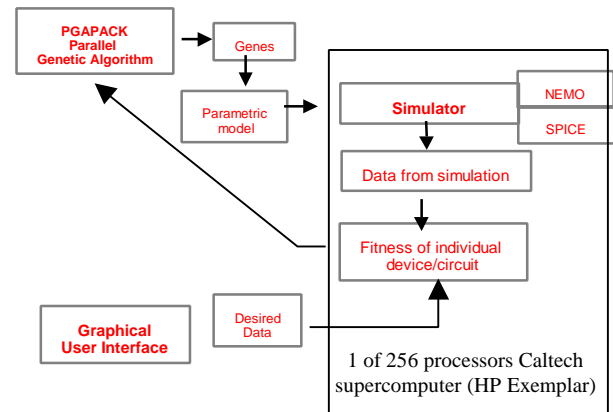 PGAPACK
Parallel
Genetic Algorithm
Genes
Parametric
model
Simulator
NEMO
SPICE
Data from simulation
Fitness of individual
device/circuit
Desired
Data
Graphical
User Interface
1 of 256 processors Caltech
supercomputer (HP Exemplar)